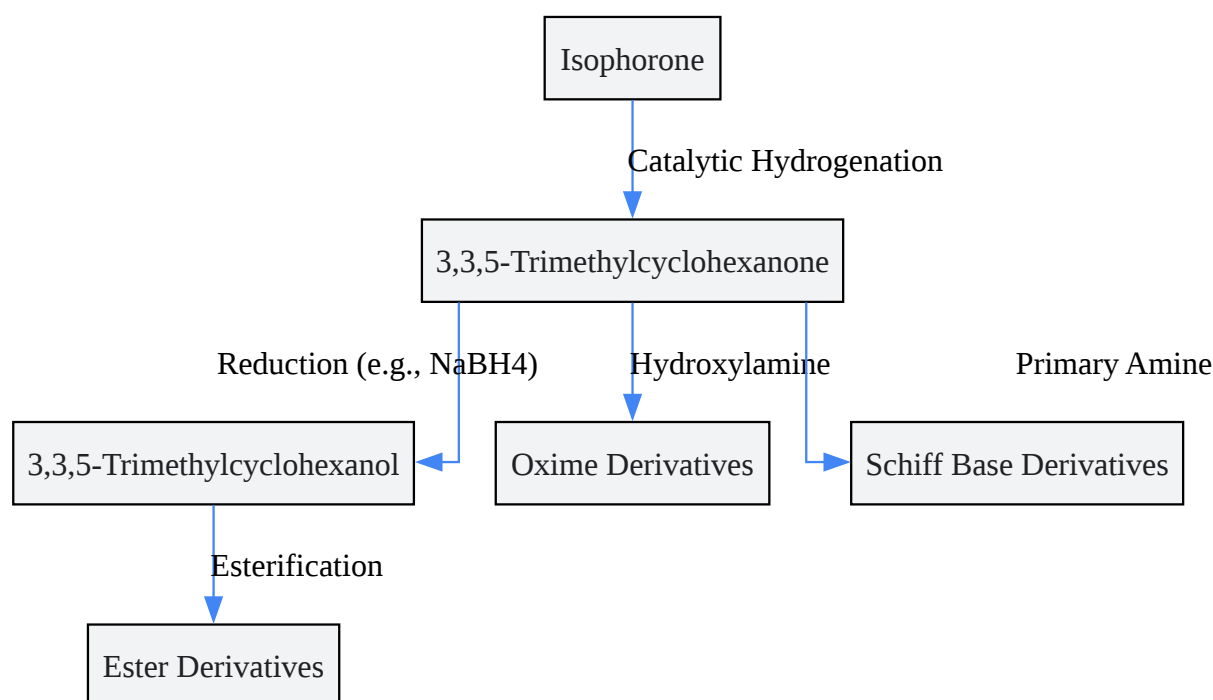 Isophorone
Catalytic Hydrogenation
3,3,5-Trimethylcyclohexanone
Reduction (e.g., NaBH4)
Hydroxylamine
Primary Amine
3,3,5-Trimethylcyclohexanol
Oxime Derivatives
Schiff Base Derivatives
Esterification
Ester Derivatives